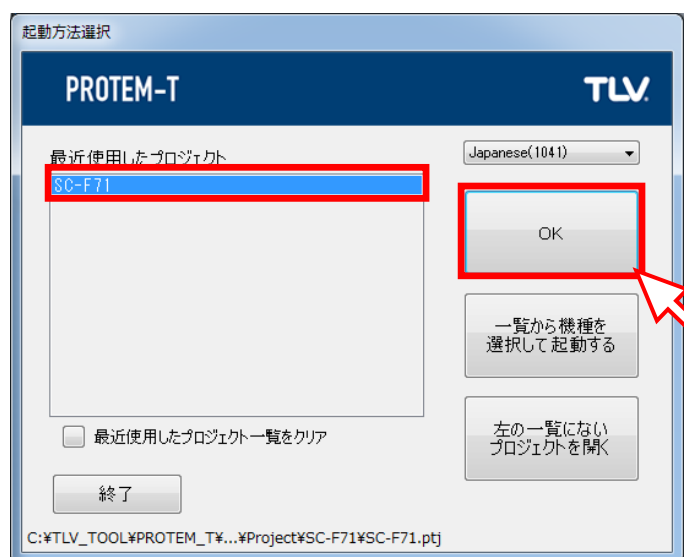 起動方法選択
PROTEM-T
TLV
最近使用したプロジェクト
Japanese(1041)
SC-F71
OK
一覧から機種を
選択して起動する
最近使用したプロジェクト一覧をクリア
左の一覧にない
プロジェクトを開く
終了
C:¥TLV_TOOL¥PROTEM_T¥...¥Project¥SC-F71¥SC-F71.ptj